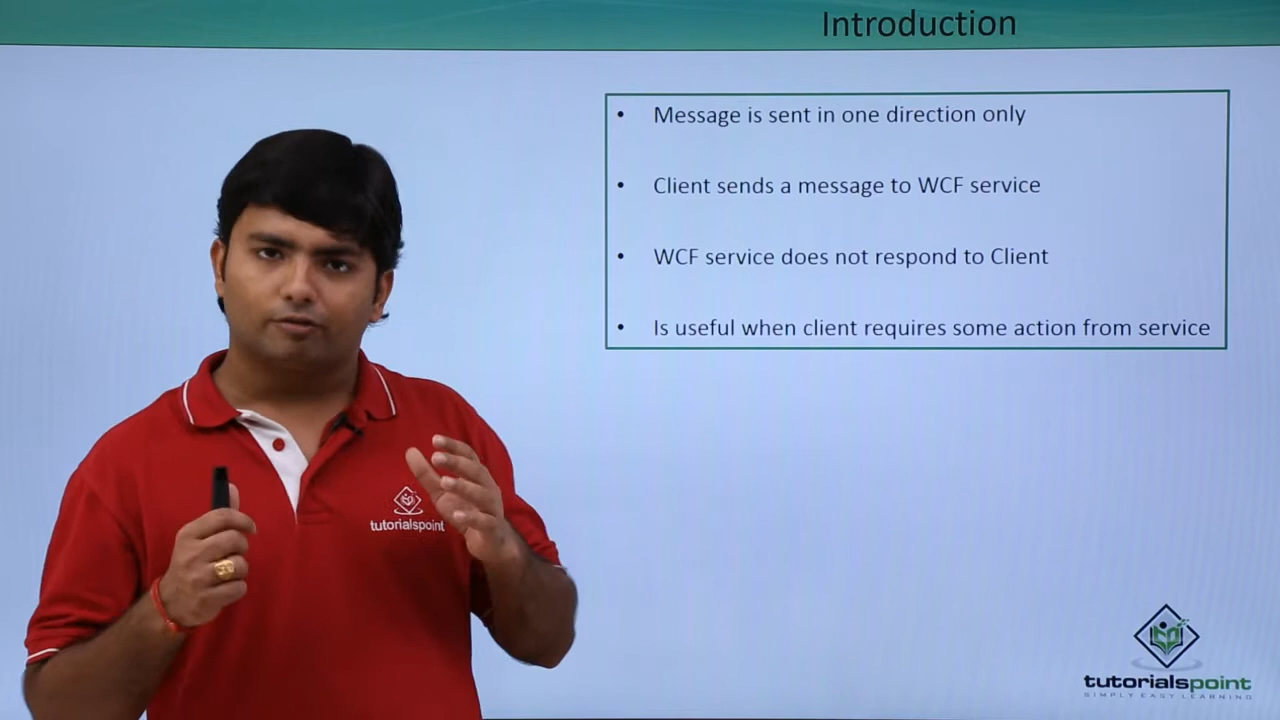 Introduction
• Message is sent in one direction only
• Client sends a message to WCF service
• WCF service does not respond to Client
• Is useful when client requires some action from service
tutorialspoint
tutorialspoint
SIMPLY EASY LEARNING